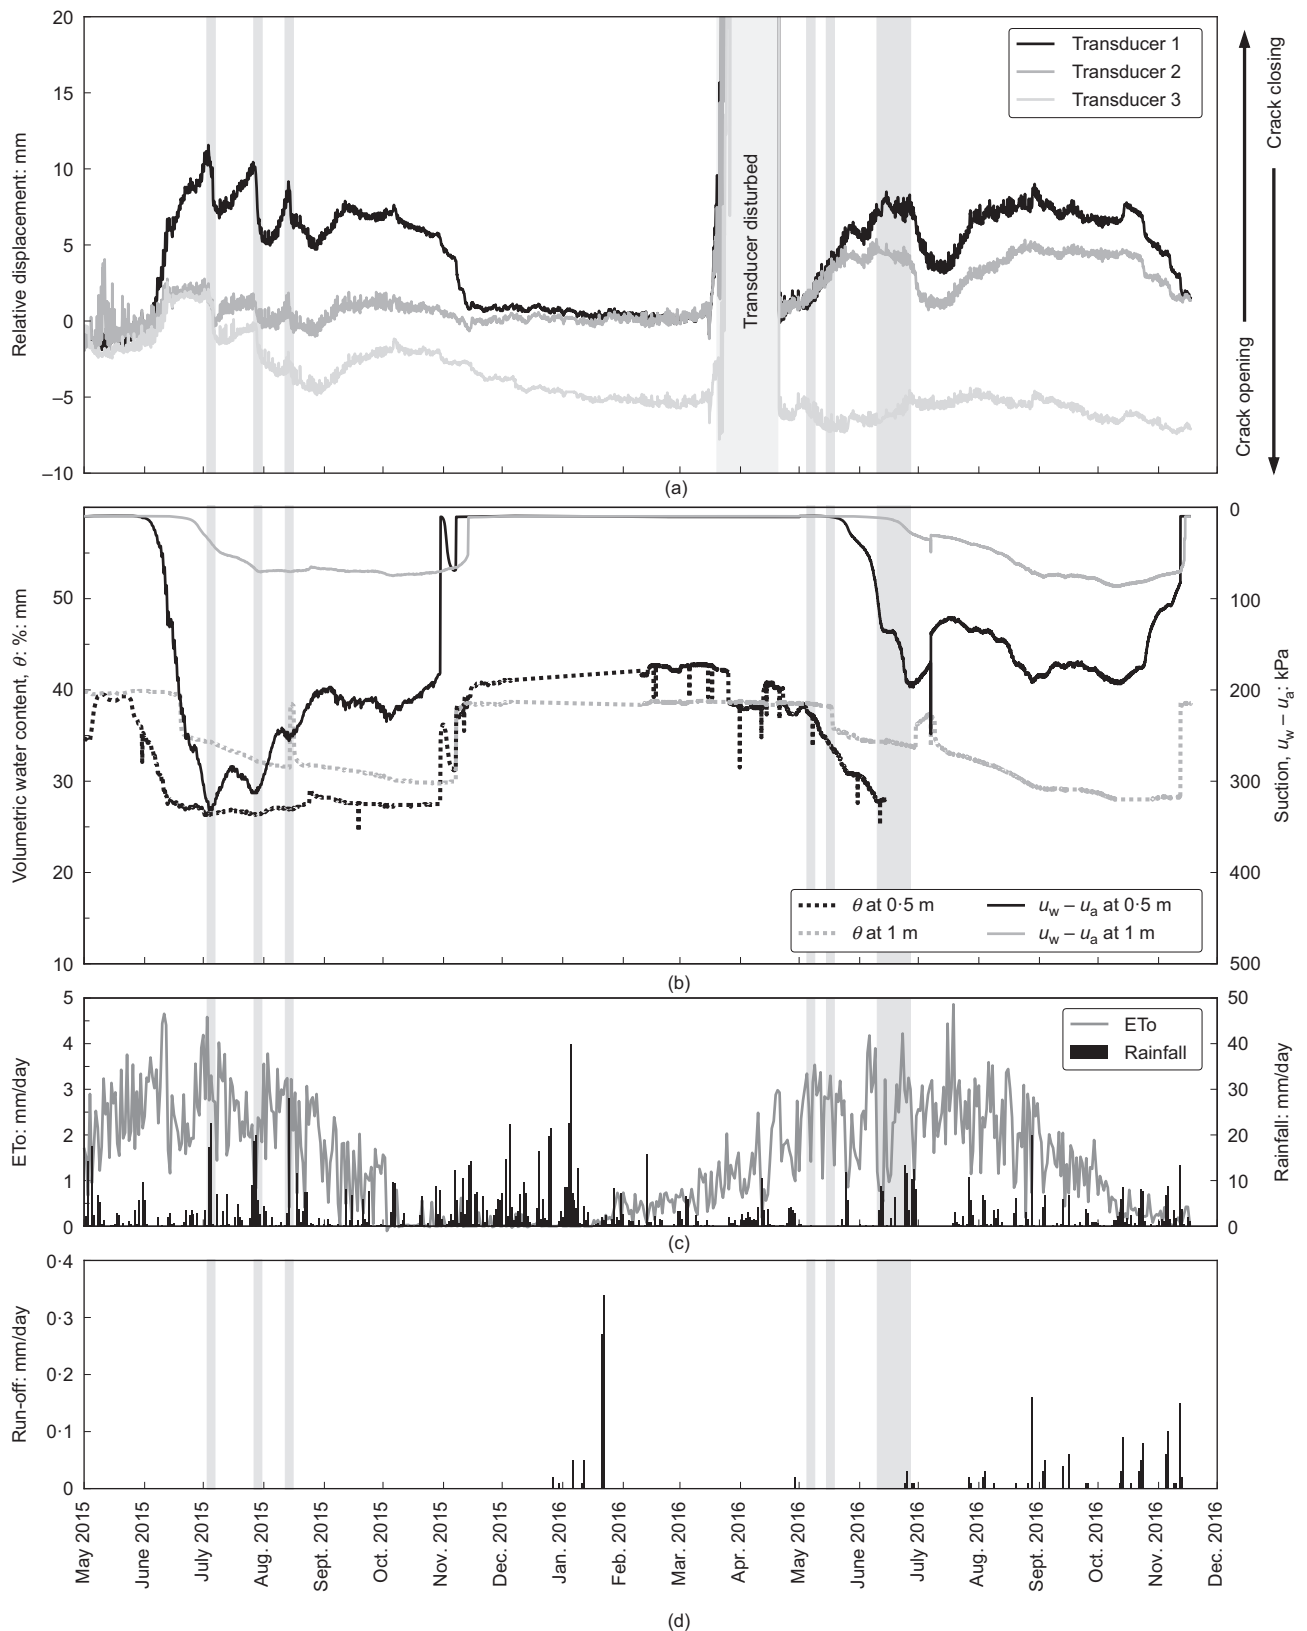 20
15
10
5
0
–5
–10
Relative displacement: mm
Transducer 1
Transducer 2
Transducer 3
Transducer disturbed
Crack closing
Crack opening
(a)
50
40
30
20
10
Volumetric water content, θ: %: mm
0
100
200
300
400
500
Suction, uw – ua: kPa
θ at 0·5 m
uw – ua at 0·5 m
θ at 1 m
uw – ua at 1 m
(b)
5
4
3
2
1
0
ETo: mm/day
50
40
30
20
10
0
Rainfall: mm/day
ETo
Rainfall
(c)
0·4
0·3
0·2
0·1
0
Run-off: mm/day
May 2015
June 2015
July 2015
Aug. 2015
Sept. 2015
Oct. 2015
Nov. 2015
Dec. 2015
Jan. 2016
Feb. 2016
Mar. 2016
Apr. 2016
May 2016
June 2016
July 2016
Aug. 2016
Sept. 2016
Oct. 2016
Nov. 2016
Dec. 2016
(d)